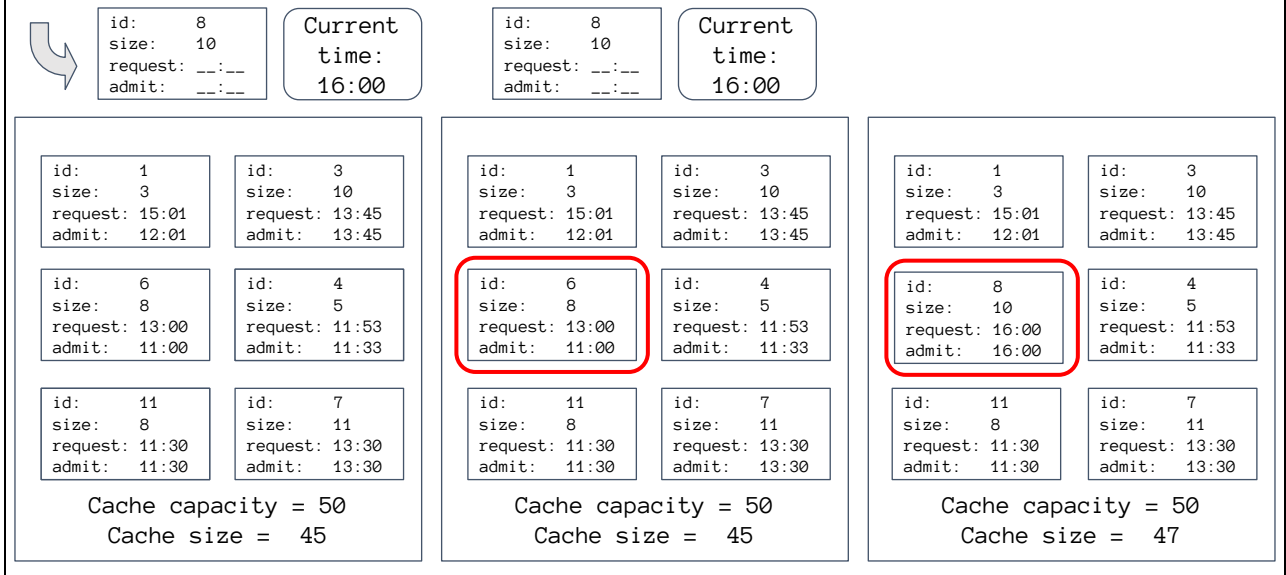 id: 8
size: 10
request: __:__
admit: __:__
Current
time:
16:00
id: 8
size: 10
request: __:__
admit: __:__
Current
time:
16:00
id: 1
size: 3
request: 15:01
admit: 12:01
id: 3
size: 10
request: 13:45
admit: 13:45
id: 6
size: 8
request: 13:00
admit: 11:00
id: 4
size: 5
request: 11:53
admit: 11:33
id: 11
size: 8
request: 11:30
admit: 11:30
id: 7
size: 11
request: 13:30
admit: 13:30
Cache capacity = 50
Cache size = 45
id: 1
size: 3
request: 15:01
admit: 12:01
id: 3
size: 10
request: 13:45
admit: 13:45
id: 6
size: 8
request: 13:00
admit: 11:00
id: 4
size: 5
request: 11:53
admit: 11:33
id: 11
size: 8
request: 11:30
admit: 11:30
id: 7
size: 11
request: 13:30
admit: 13:30
Cache capacity = 50
Cache size = 45
id: 1
size: 3
request: 15:01
admit: 12:01
id: 3
size: 10
request: 13:45
admit: 13:45
id: 8
size: 10
request: 16:00
admit: 16:00
id: 4
size: 5
request: 11:53
admit: 11:33
id: 11
size: 8
request: 11:30
admit: 11:30
id: 7
size: 11
request: 13:30
admit: 13:30
Cache capacity = 50
Cache size = 47